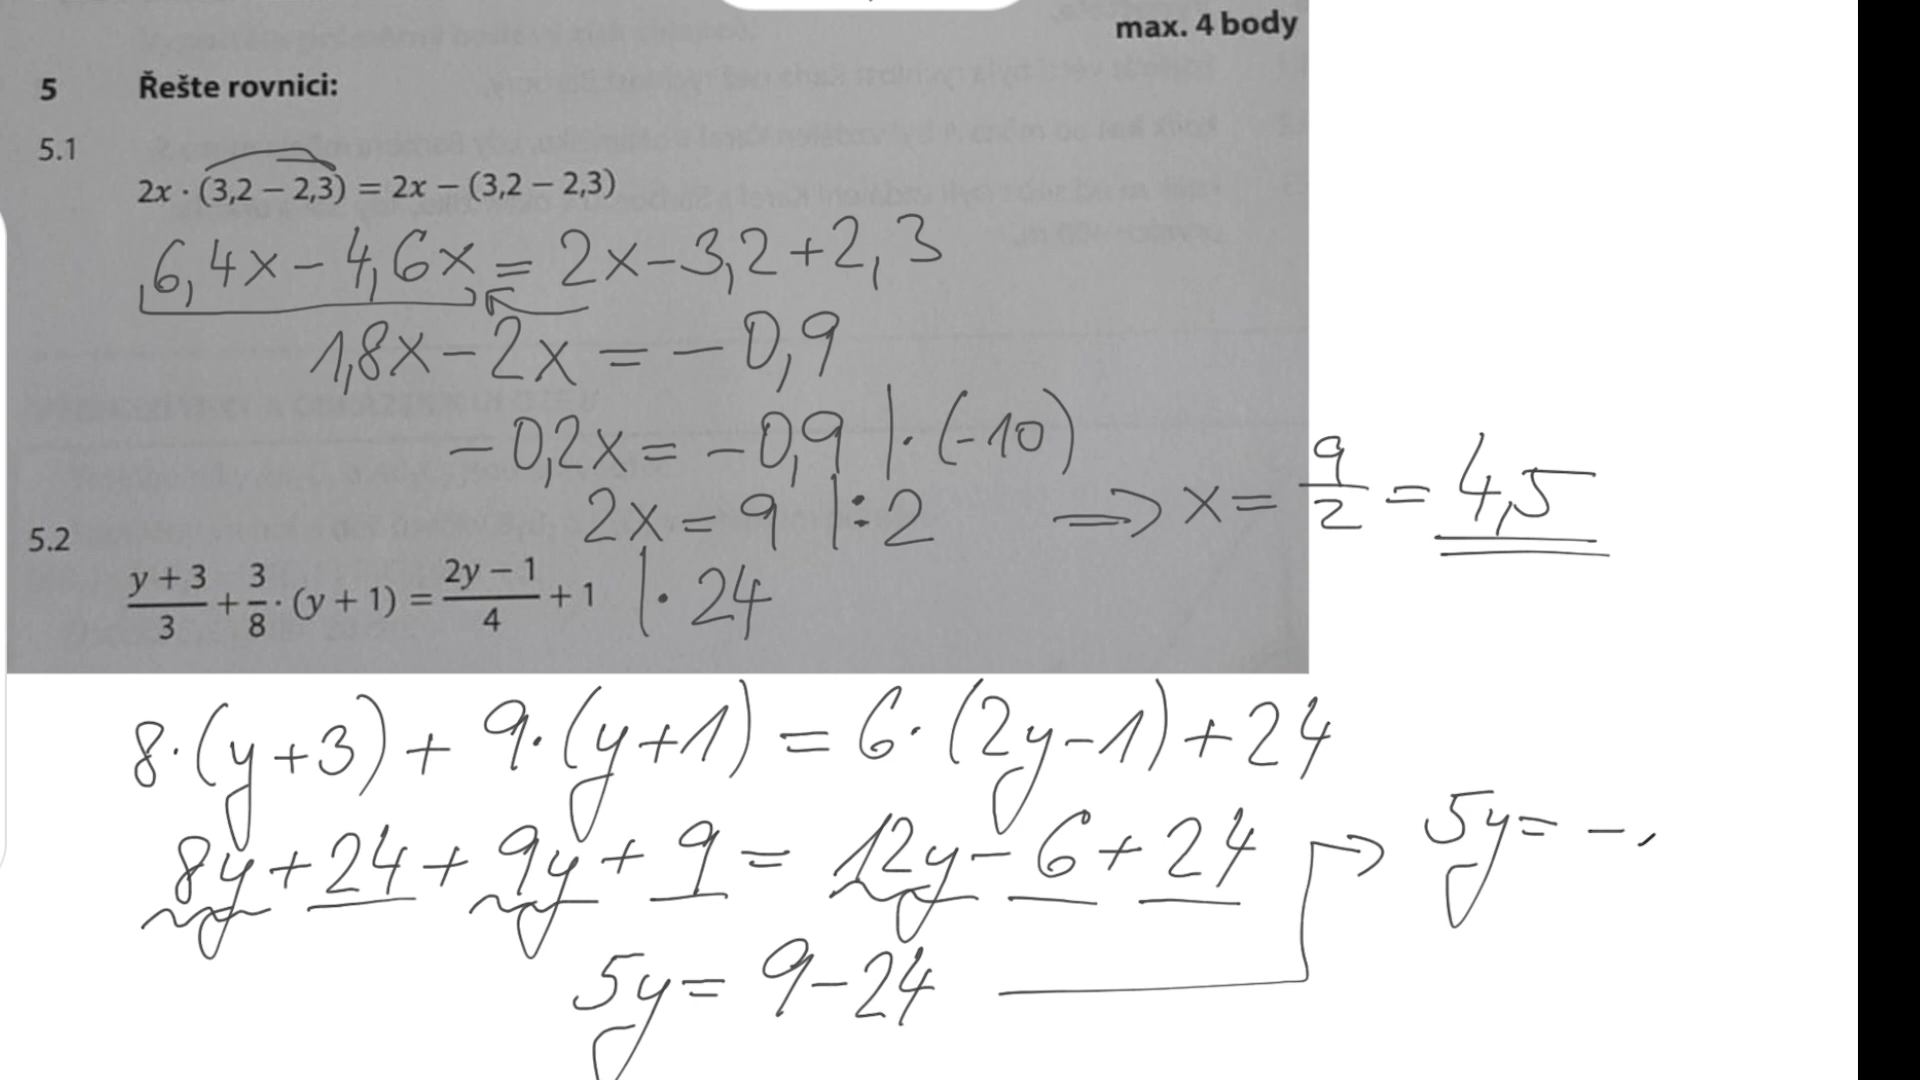 max. 4 body
5 Řešte rovnici:
5.1
2x · (3,2 − 2,3) = 2x − (3,2 − 2,3)
6,4x − 4,6x = 2x − 3,2 + 2,3
1,8x − 2x = − 0,9
− 0,2x = − 0,9 | · (−10)
2x = 9 | : 2 ⇒ x = 9/2 = 4,5
5.2
(y + 3)/3 + 3/8 · (y + 1) = (2y − 1)/4 + 1 | · 24
8 · (y + 3) + 9 · (y + 1) = 6 · (2y − 1) + 24
8y + 24 + 9y + 9 = 12y − 6 + 24
5y = 9 − 24 → 5y = −